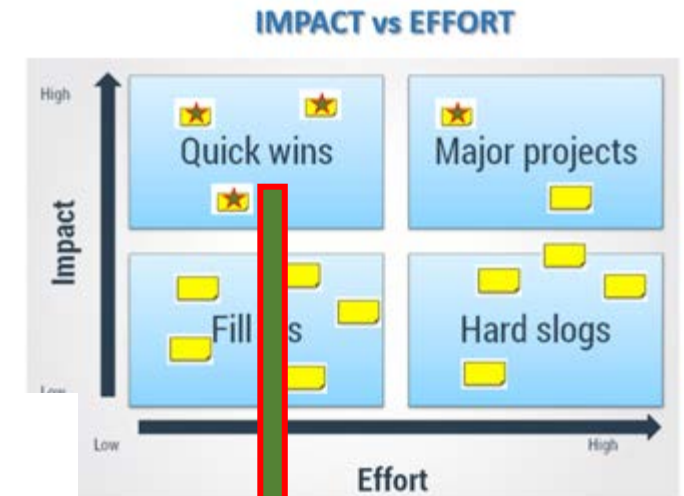 IMPACT vs EFFORT
High
Quick wins
Major projects
Impact
Fill s
Hard slogs
Low
High
Effort